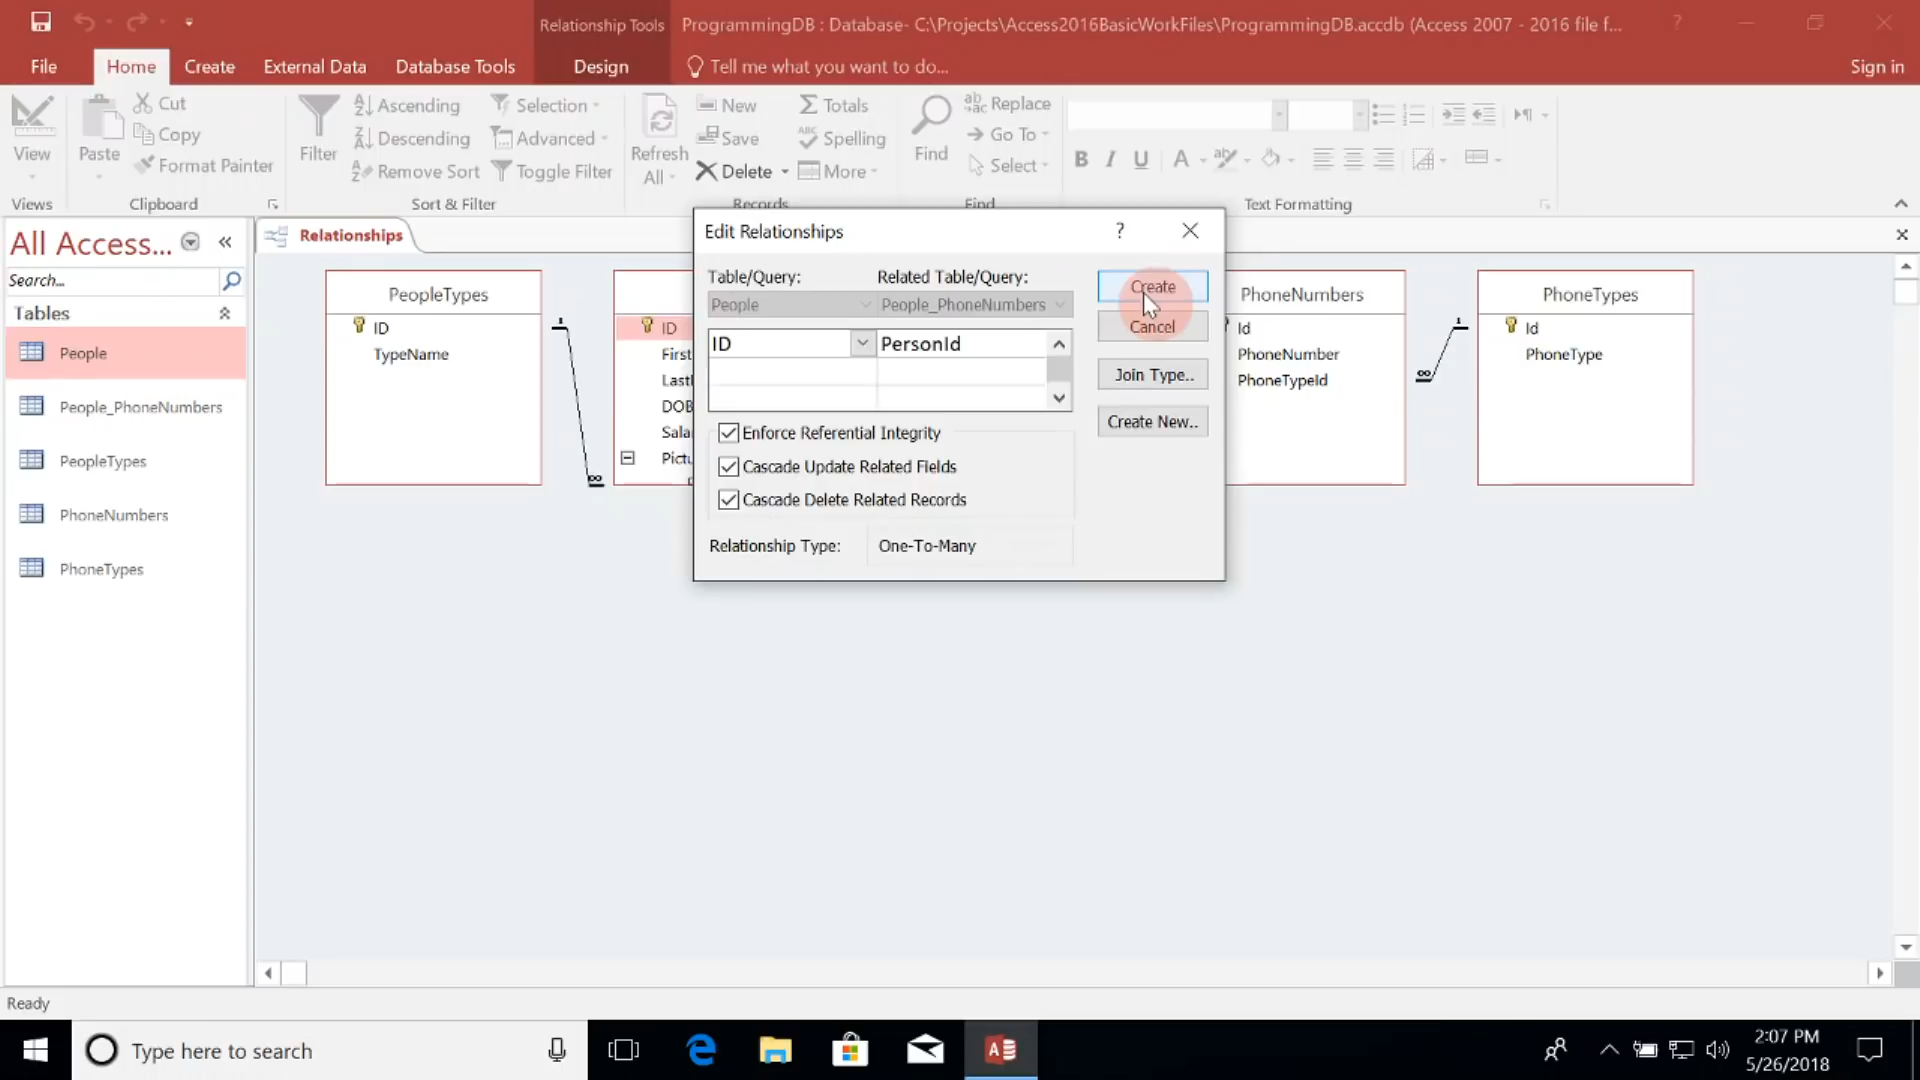 Relationship Tools
ProgrammingDB : Database- C:\Projects\Access2016BasicWorkFiles\ProgrammingDB.accdb (Access 2007 - 2016 file f...
File
Home
Create
External Data
Database Tools
Design
Tell me what you want to do...
Sign in
View
Views
Paste
Cut
Copy
Format Painter
Clipboard
Filter
Ascending
Descending
Remove Sort
Selection
Advanced
Toggle Filter
Sort & Filter
Refresh
All
New
Save
Delete
Totals
Spelling
More
Records
Find
Replace
Go To
Select
Find
B I U A
Text Formatting
All Access...
Search...
Tables
People
People_PhoneNumbers
PeopleTypes
PhoneNumbers
PhoneTypes
Relationships
PeopleTypes
ID
TypeName
ID
First
Last
DOB
Sala
Pictu
Edit Relationships
?
Table/Query:
Related Table/Query:
People
People_PhoneNumbers
ID
PersonId
Enforce Referential Integrity
Cascade Update Related Fields
Cascade Delete Related Records
Relationship Type:
One-To-Many
Create
Cancel
Join Type..
Create New..
PhoneNumbers
Id
PhoneNumber
PhoneTypeId
PhoneTypes
Id
PhoneType
Ready
Type here to search
2:07 PM
5/26/2018